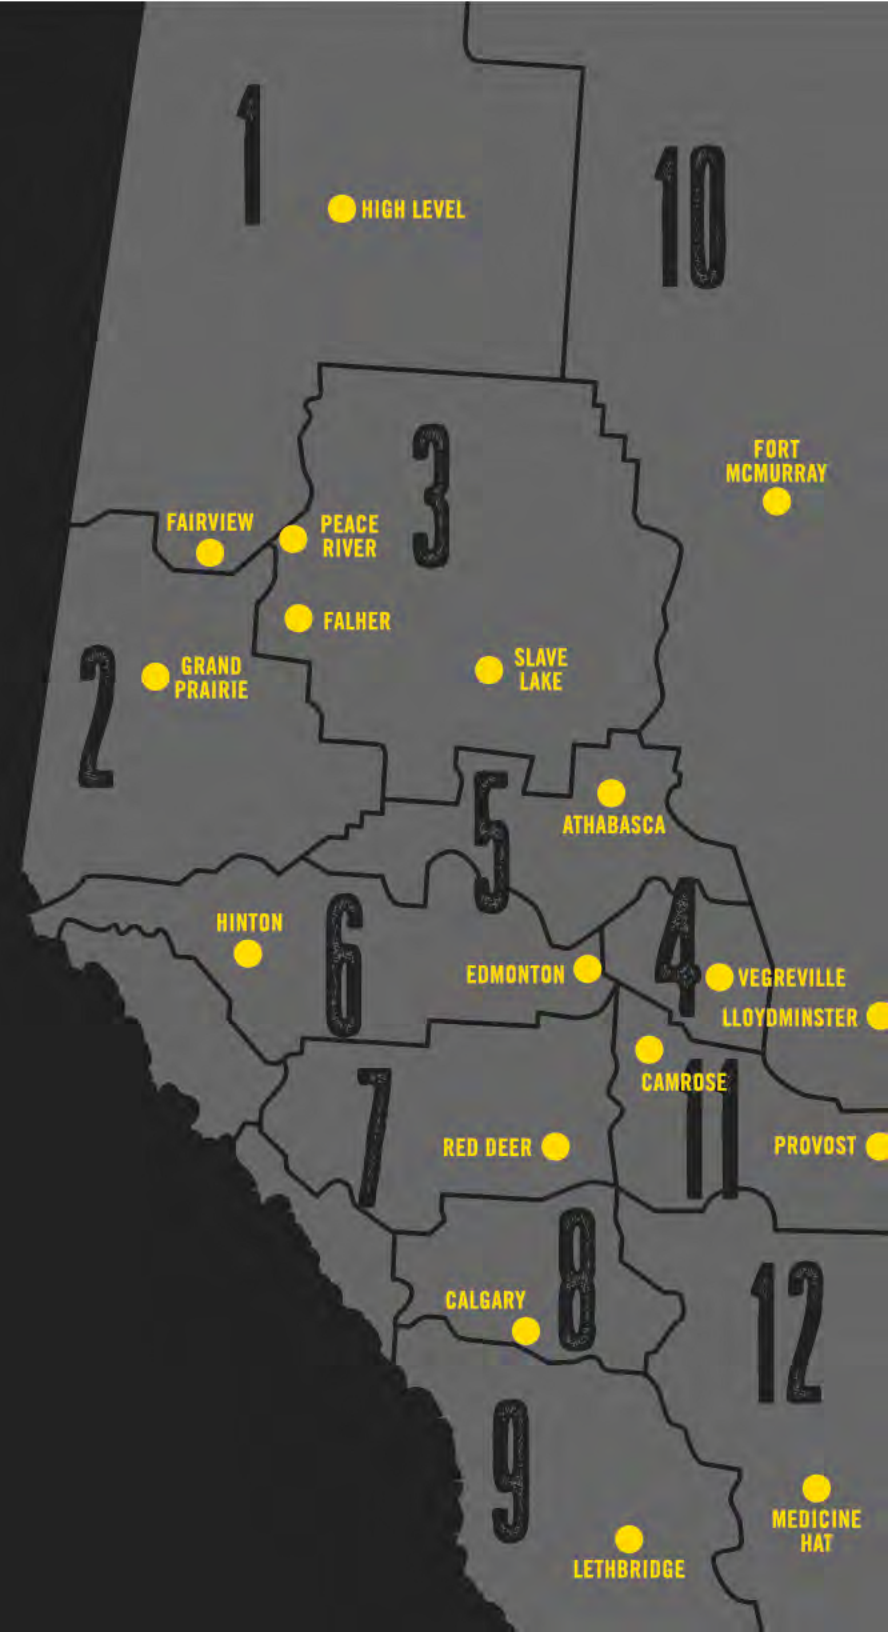 1
10
HIGH LEVEL
3
FORT
MCMURRAY
FAIRVIEW
PEACE
RIVER
FALHER
2
GRAND
PRAIRIE
SLAVE
LAKE
5
ATHABASCA
HINTON
6
4
EDMONTON
VEGREVILLE
LLOYDMINSTER
CAMROSE
7
11
RED DEER
PROVOST
8
CALGARY
12
9
MEDICINE
HAT
LETHBRIDGE